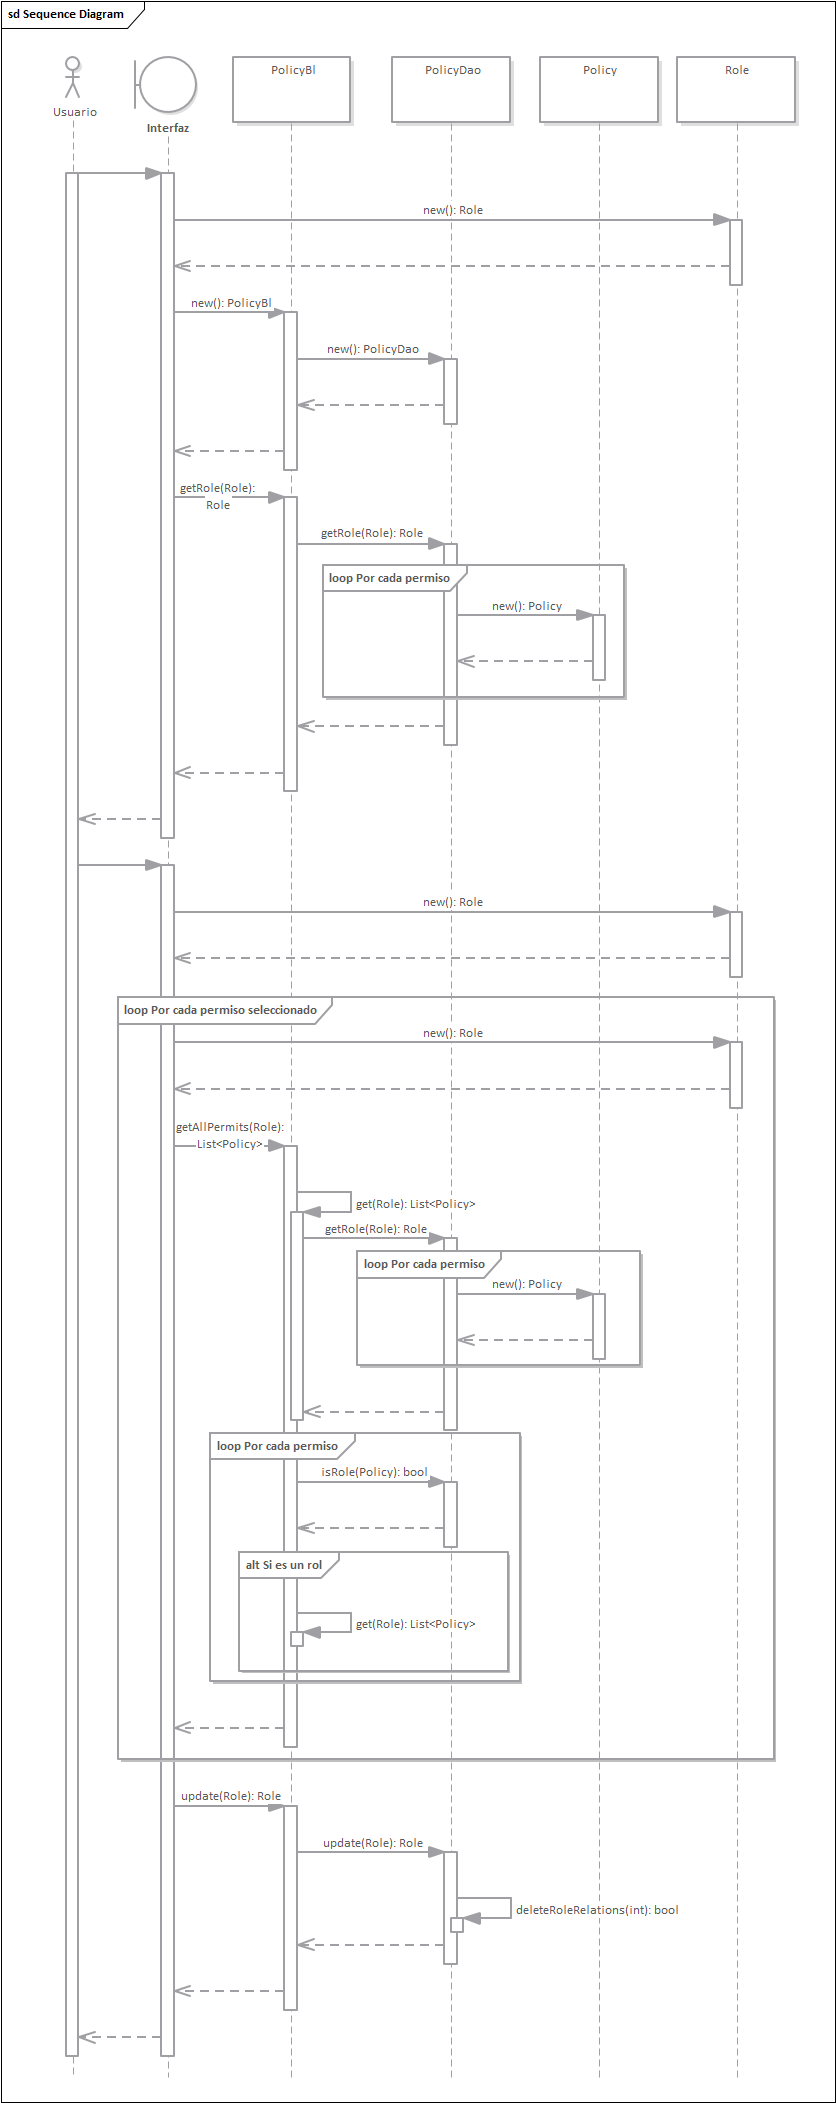 sd Sequence Diagram
Usuario
Interfaz
PolicyBl
PolicyDao
Policy
Role
new(): Role
new(): PolicyBl
new(): PolicyDao
getRole(Role):
Role
getRole(Role): Role
loop Por cada permiso
new(): Policy
new(): Role
loop Por cada permiso seleccionado
new(): Role
getAllPermits(Role):
List<Policy>
get(Role): List<Policy>
getRole(Role): Role
loop Por cada permiso
new(): Policy
loop Por cada permiso
isRole(Policy): bool
alt Si es un rol
get(Role): List<Policy>
update(Role): Role
update(Role): Role
deleteRoleRelations(int): bool